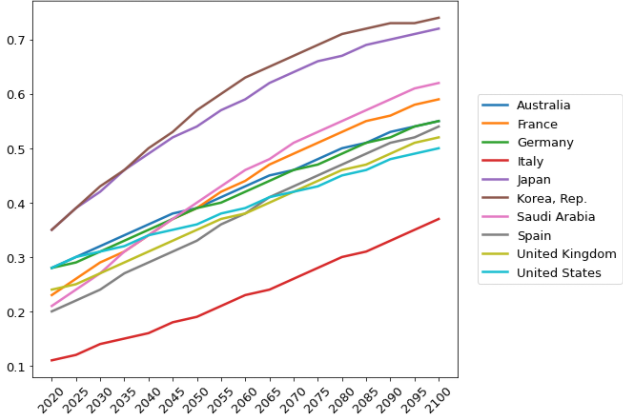 0.7
0.6
0.5
0.4
0.3
0.2
0.1
2020 2025 2030 2035 2040 2045 2050 2055 2060 2065 2070 2075 2080 2085 2090 2095 2100
Australia
France
Germany
Italy
Japan
Korea, Rep.
Saudi Arabia
Spain
United Kingdom
United States